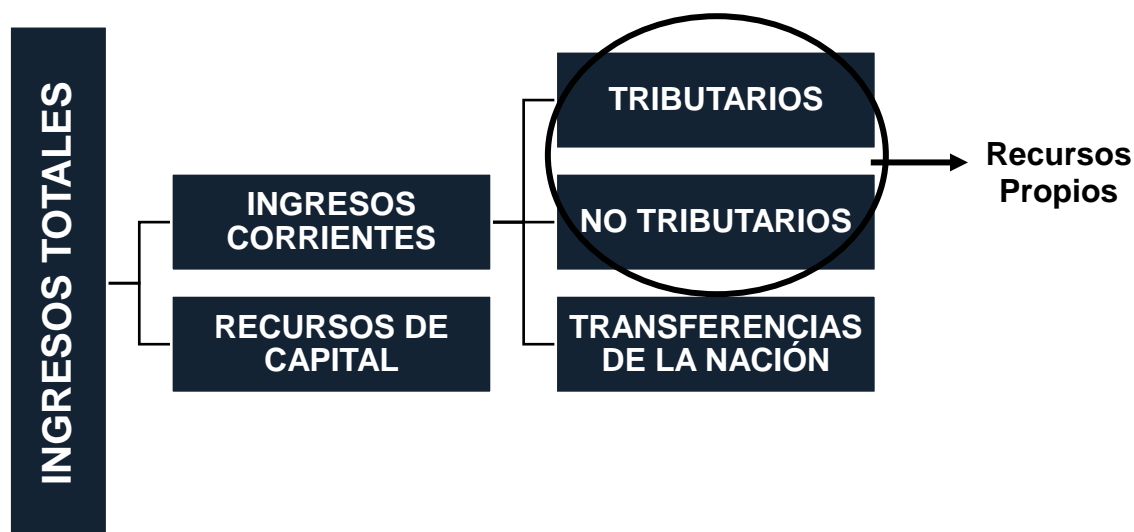 INGRESOS TOTALES
INGRESOS
CORRIENTES
RECURSOS DE
CAPITAL
TRIBUTARIOS
NO TRIBUTARIOS
TRANSFERENCIAS
DE LA NACIÓN
Recursos
Propios